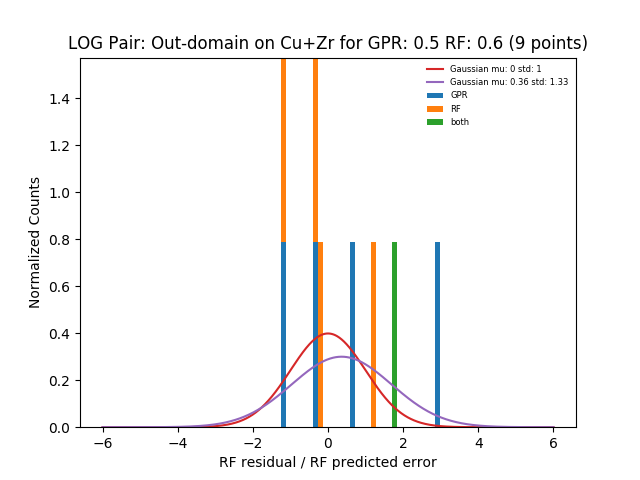 LOG Pair: Out-domain on Cu+Zr for GPR: 0.5 RF: 0.6 (9 points)
Gaussian mu: 0 std: 1
Gaussian mu: 0.36 std: 1.33
GPR
RF
both
Normalized Counts
1.4
1.2
1.0
0.8
0.6
0.4
0.2
0.0
−6 −4 −2 0 2 4 6
RF residual / RF predicted error